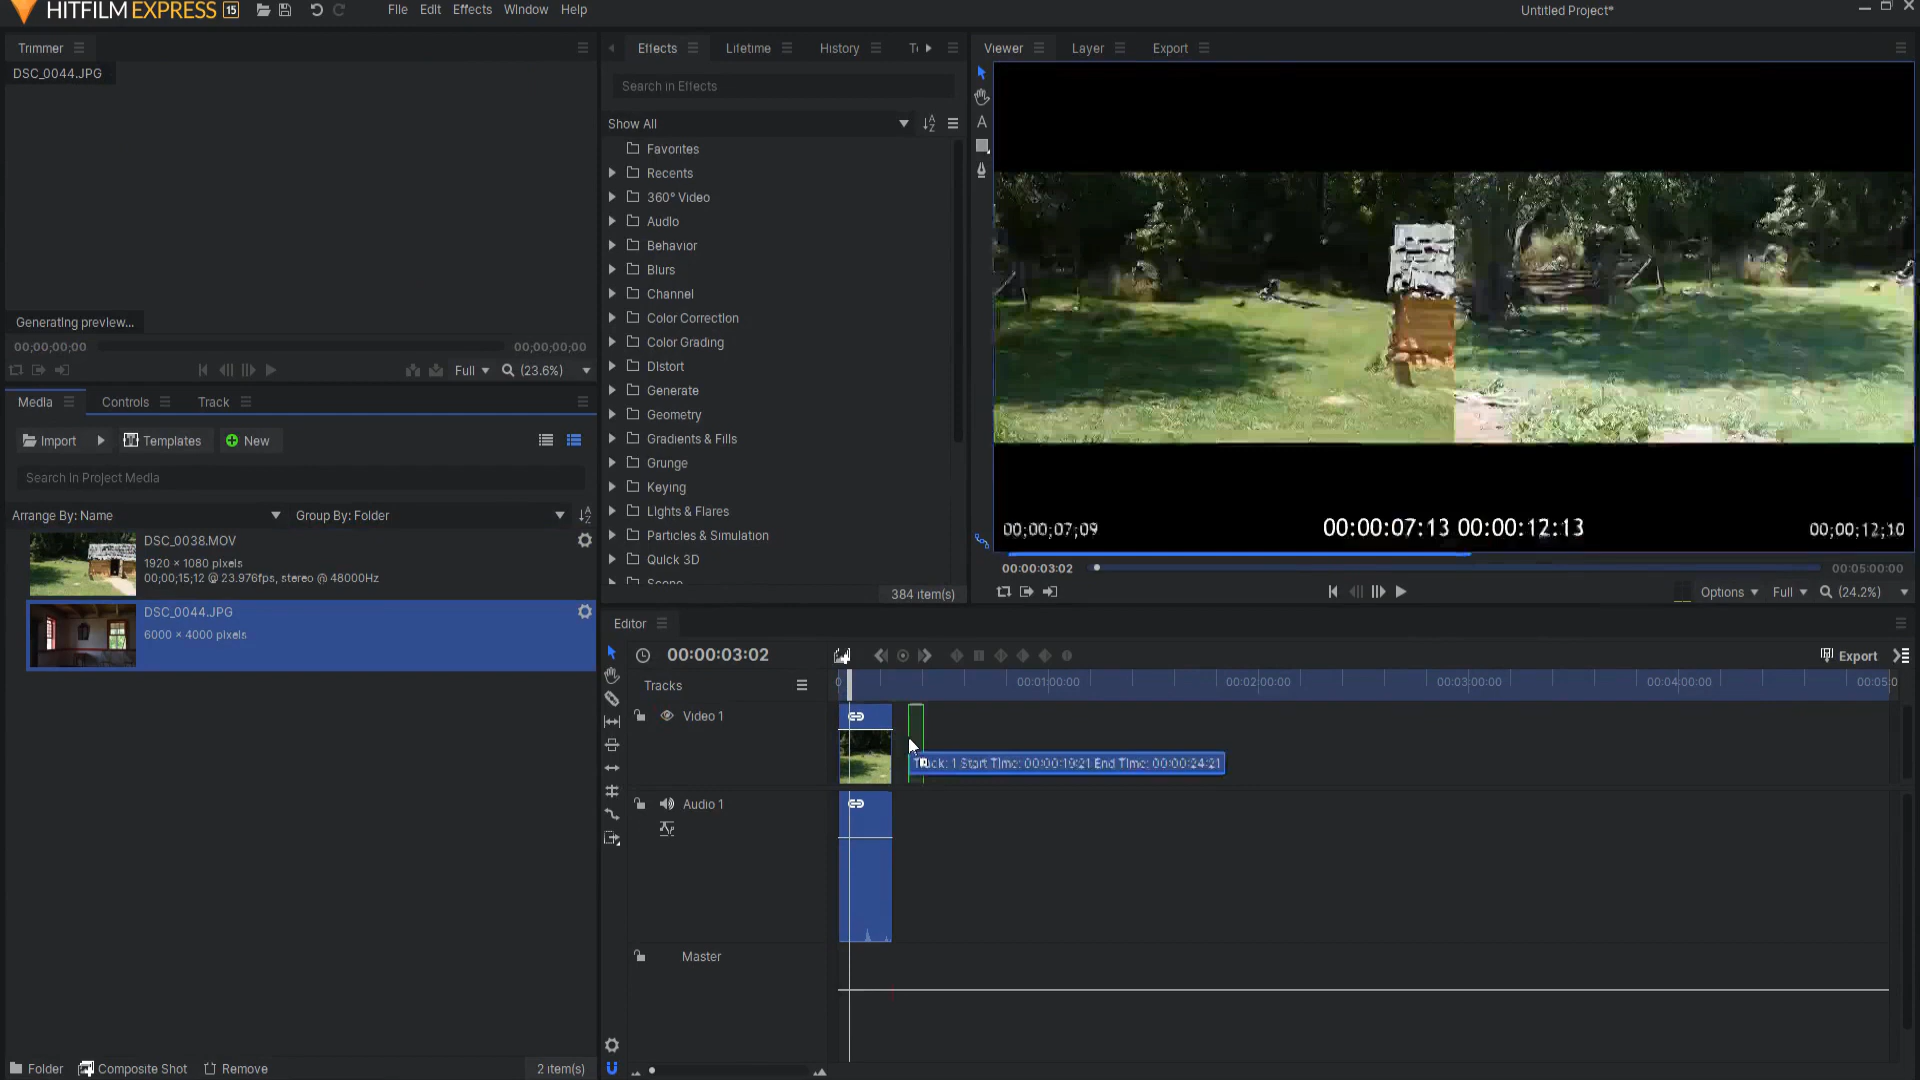 HITFILM EXPRESS 15
File Edit Effects Window Help
Untitled Project*
Trimmer
DSC_0044.JPG
Generating preview...
00;00;00;00
00;00;00;00
Full
(23.6%)
Media
Controls
Track
Import
Templates
New
Search in Project Media
Arrange By: Name
Group By: Folder
DSC_0038.MOV
1920 × 1080 pixels
00;00;15;12 @ 23.976fps, stereo @ 48000Hz
DSC_0044.JPG
6000 × 4000 pixels
Folder
Composite Shot
Remove
2 item(s)
Effects
Lifetime
History
Search in Effects
Show All
Favorites
Recents
360° Video
Audio
Behavior
Blurs
Channel
Color Correction
Color Grading
Distort
Generate
Geometry
Gradients & Fills
Grunge
Keying
Lights & Flares
Particles & Simulation
Quick 3D
Scene
384 item(s)
Viewer
Layer
Export
00;00;07;09
00:00:07:13 00:00:12:13
00;00;12;10
00:00:03:02
00:05:00:00
Options
Full
(24.2%)
Editor
00:00:03:02
Export
Tracks
0
00:01:00:00
00:02:00:00
00:03:00:00
00:04:00:00
00:05:0
Video 1
Track: 1 Start Time: 00:00:19:21 End Time: 00:00:24:21
Audio 1
Master